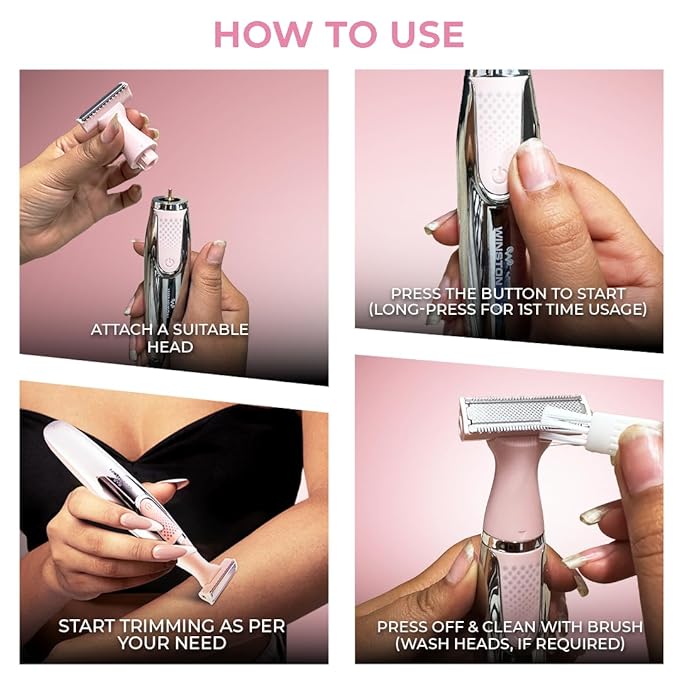 HOW TO USE
ATTACH A SUITABLE
HEAD
WINSTON
PRESS THE BUTTON TO START
(LONG-PRESS FOR 1ST TIME USAGE)
START TRIMMING AS PER
YOUR NEED
PRESS OFF & CLEAN WITH BRUSH
(WASH HEADS, IF REQUIRED)